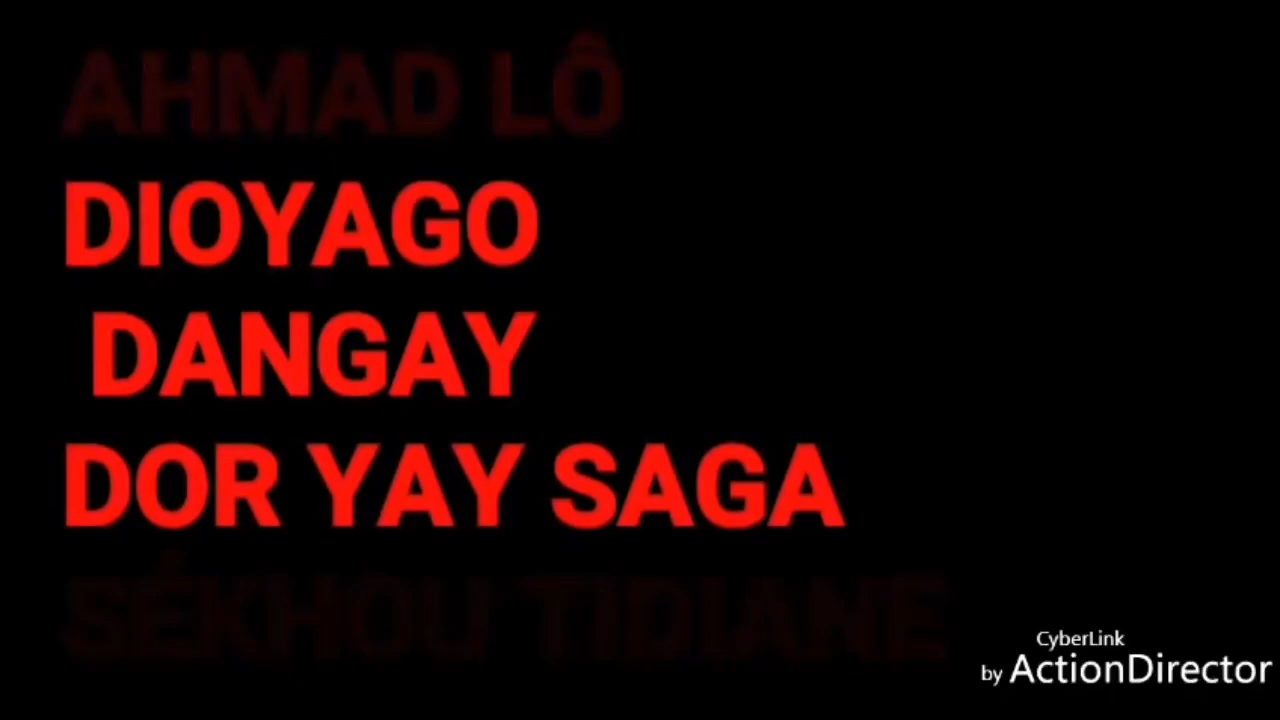 AHMAD LÔ
DIOYAGO
DANGAY
DOR YAY SAGA
SÉKHOU TIDIANE
CyberLink
by ActionDirector